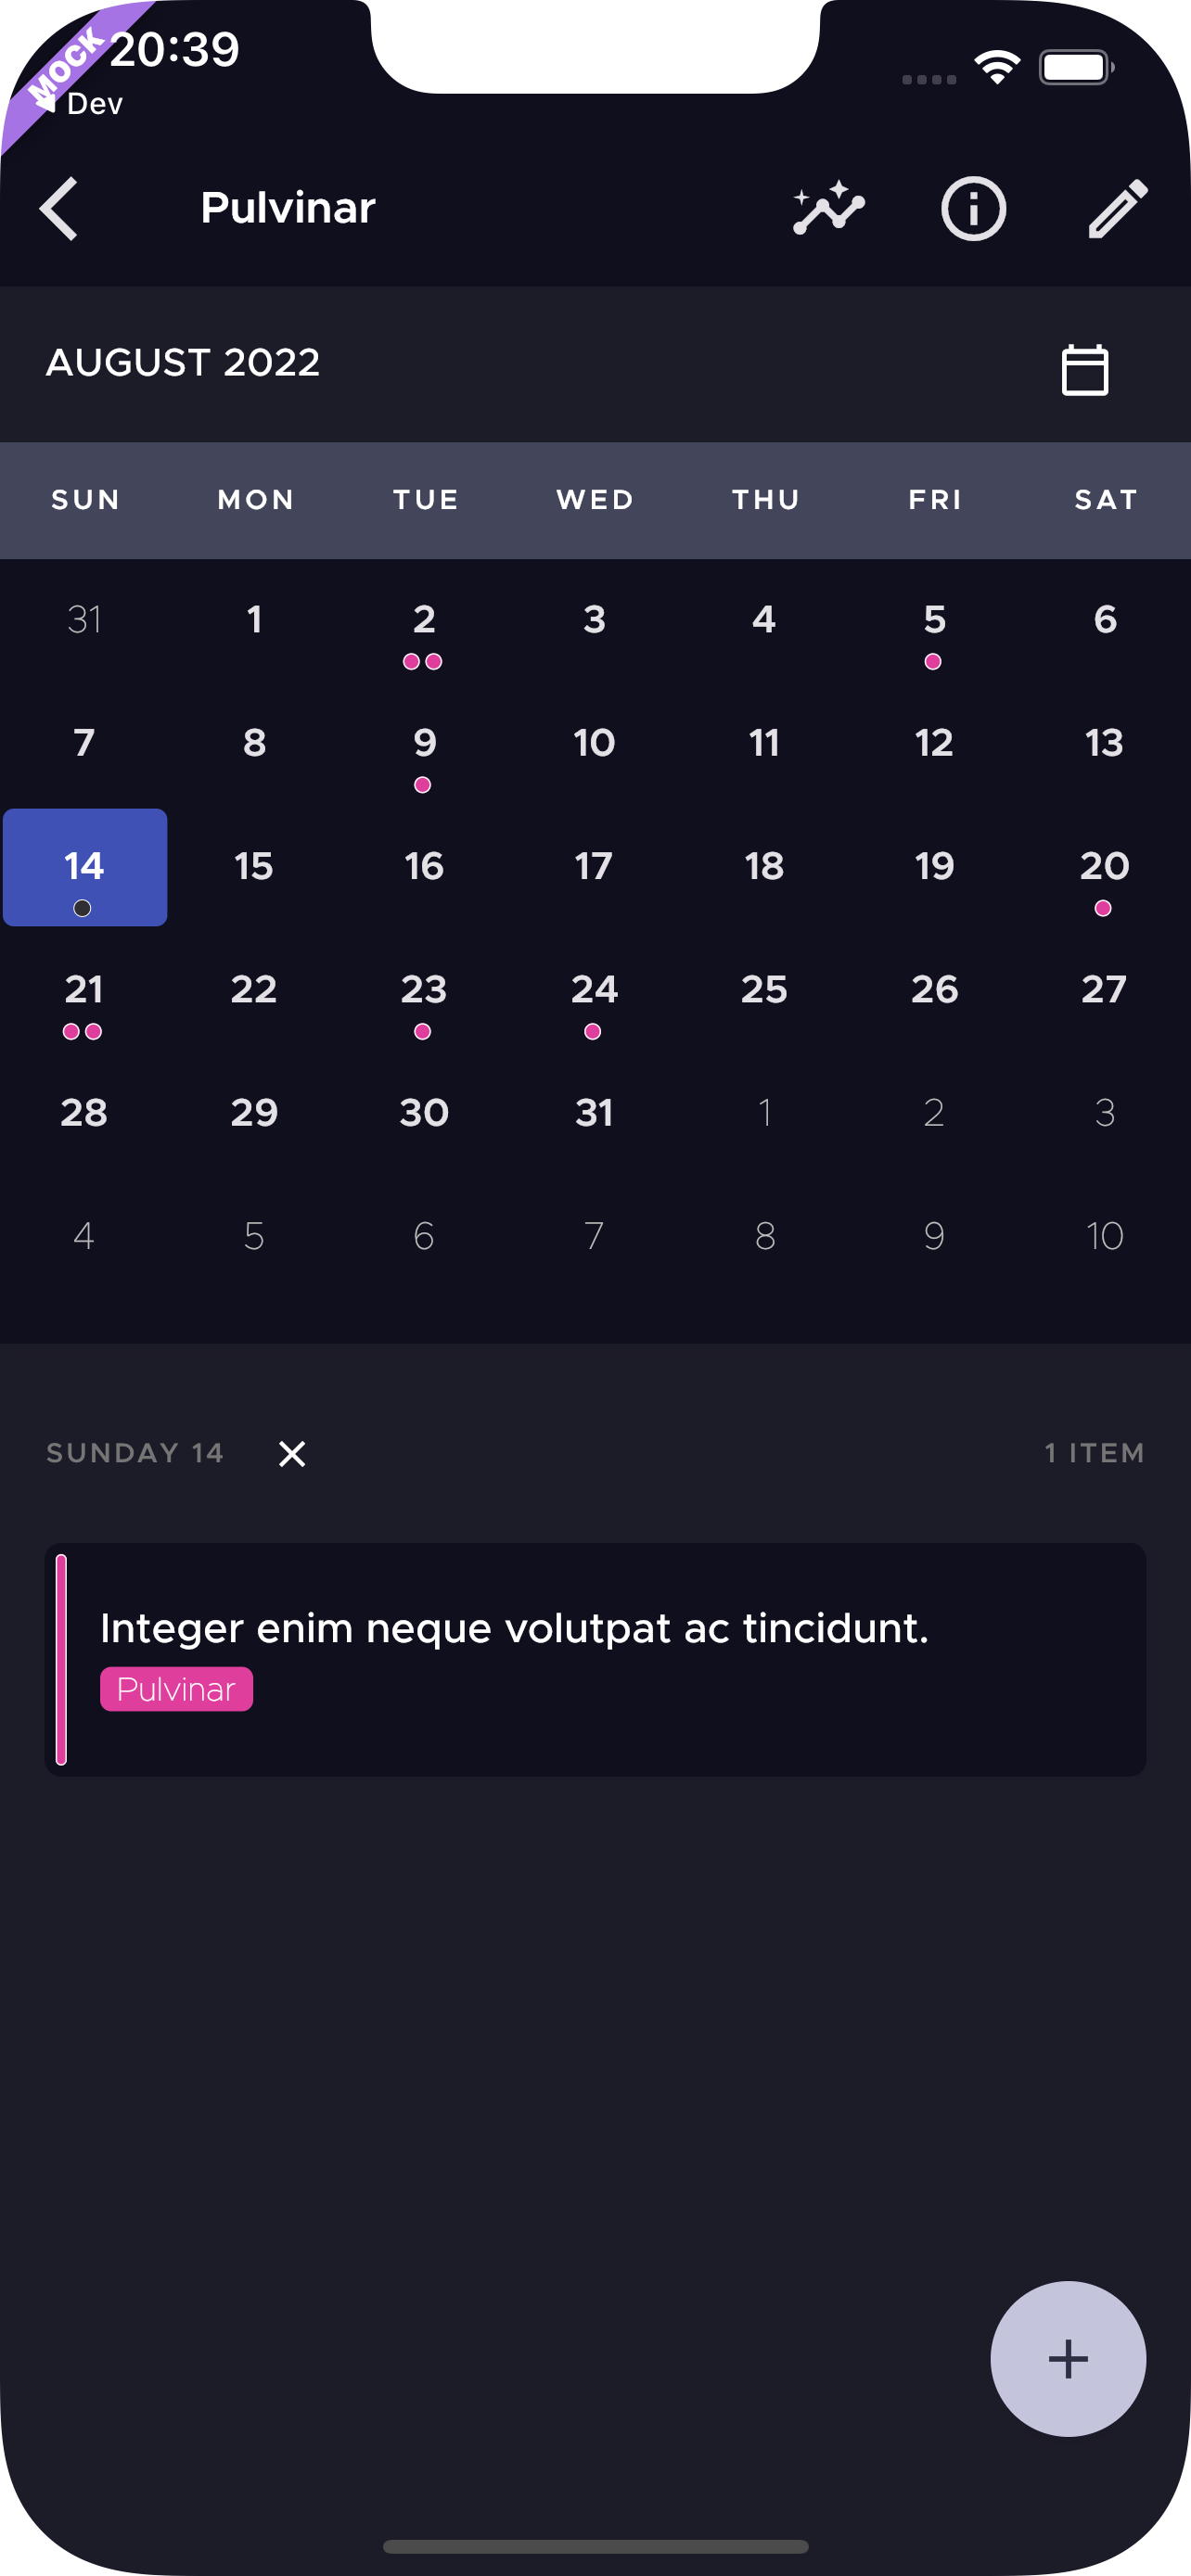 MOCK
20:39
Dev
Pulvinar
AUGUST 2022
SUN MON TUE WED THU FRI SAT
31 1 2 3 4 5 6
7 8 9 10 11 12 13
14 15 16 17 18 19 20
21 22 23 24 25 26 27
28 29 30 31 1 2 3
4 5 6 7 8 9 10
SUNDAY 14 1 ITEM
Integer enim neque volutpat ac tincidunt.
Pulvinar